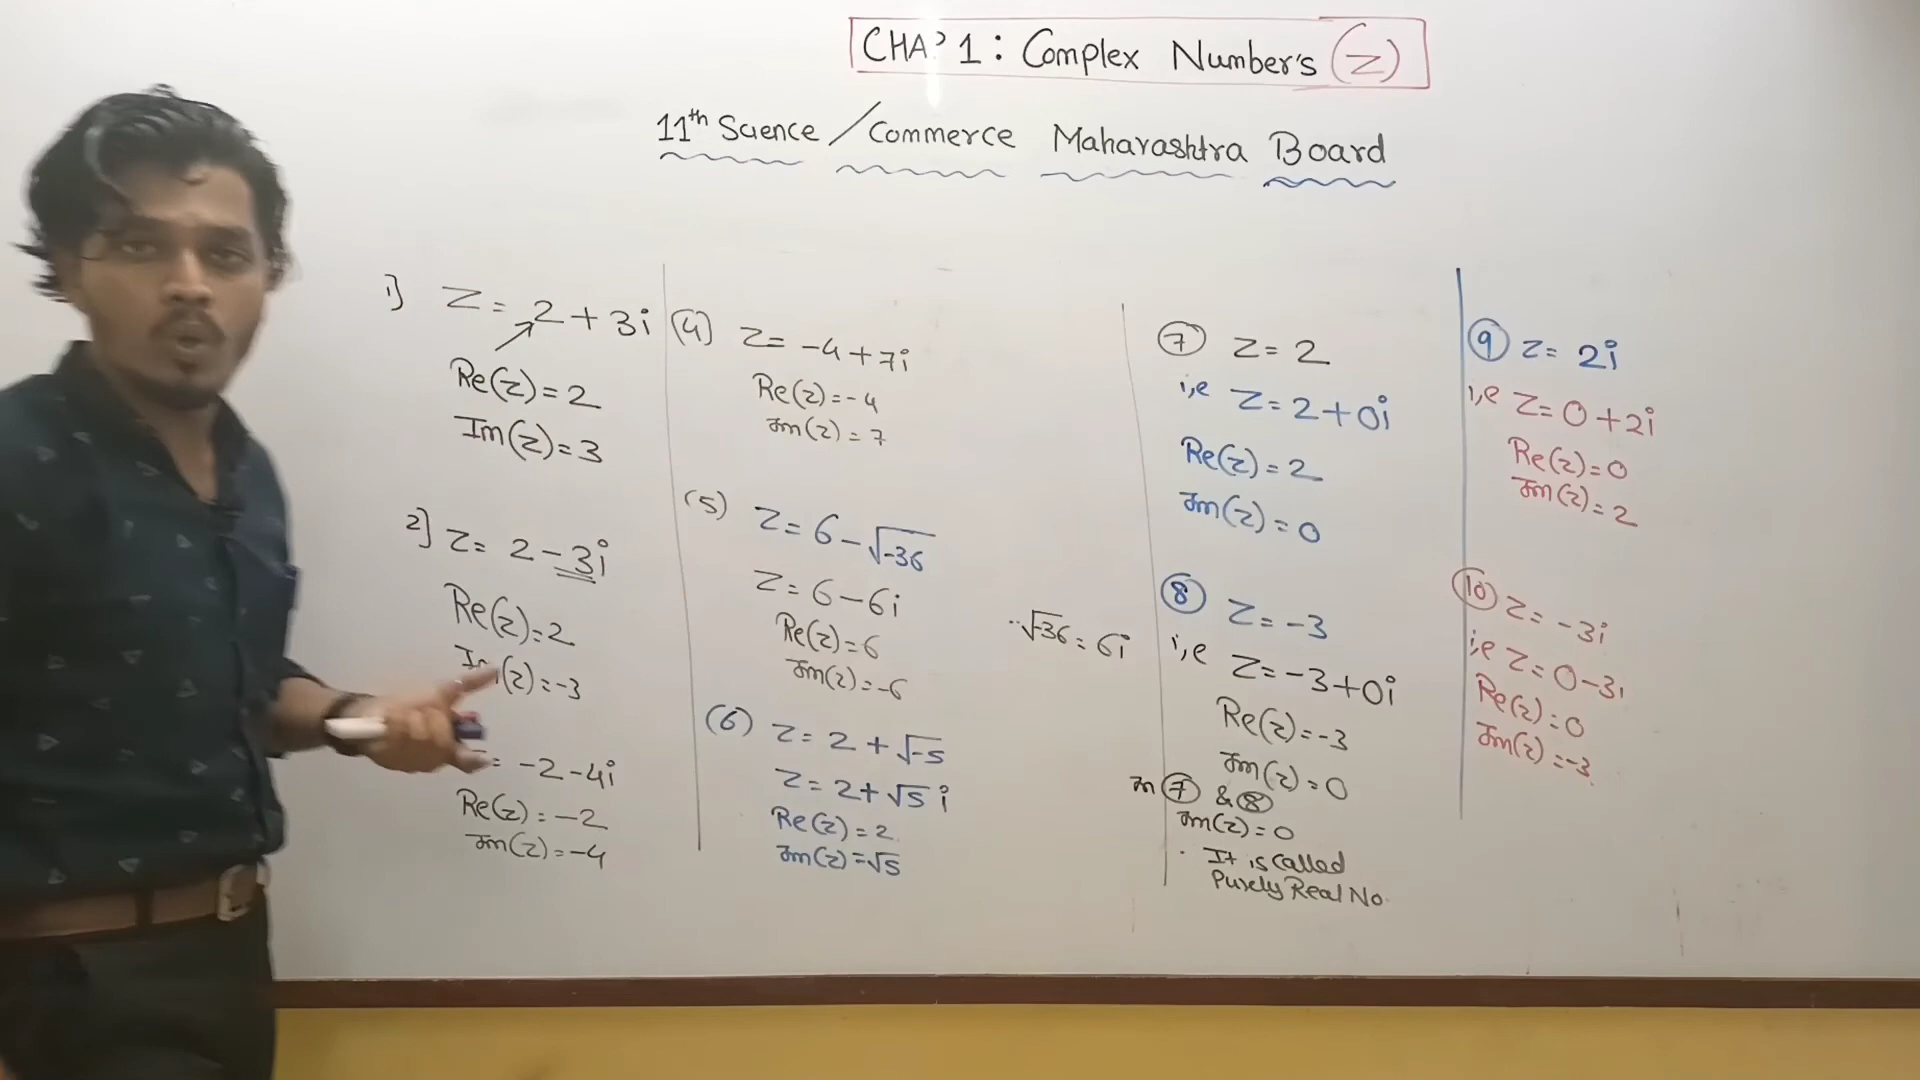 CHAP 1 : Complex Number's (z)
11th Science / Commerce Maharashtra Board
1] Z = 2 + 3i
Re(z) = 2
Im(z) = 3
2] Z = 2 - 3i
Re(z) = 2
Im(z) = -3
= -2 - 4i
Re(z) = -2
Im(z) = -4
(4) Z = -4 + 7i
Re(z) = -4
Im(z) = 7
(5) Z = 6 - √-36
Z = 6 - 6i
Re(z) = 6
Im(z) = -6
∵ √-36 = 6i
(6) Z = 2 + √-5
Z = 2 + √5 i
Re(z) = 2
Im(z) = √5
⑦ Z = 2
i,e Z = 2 + 0i
Re(z) = 2
Im(z) = 0
⑧ Z = -3
i,e Z = -3 + 0i
Re(z) = -3
Im(z) = 0
In ⑦ & ⑧
Im(z) = 0
∴ It is called
Purely Real No.
⑨ Z = 2i
i,e Z = 0 + 2i
Re(z) = 0
Im(z) = 2
⑩ Z = -3i
i,e Z = 0 - 3i
Re(z) = 0
Im(z) = -3